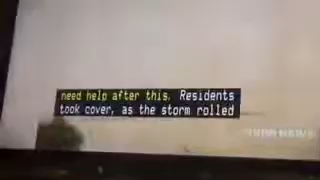 need help after this. Residents
took cover, as the storm rolled